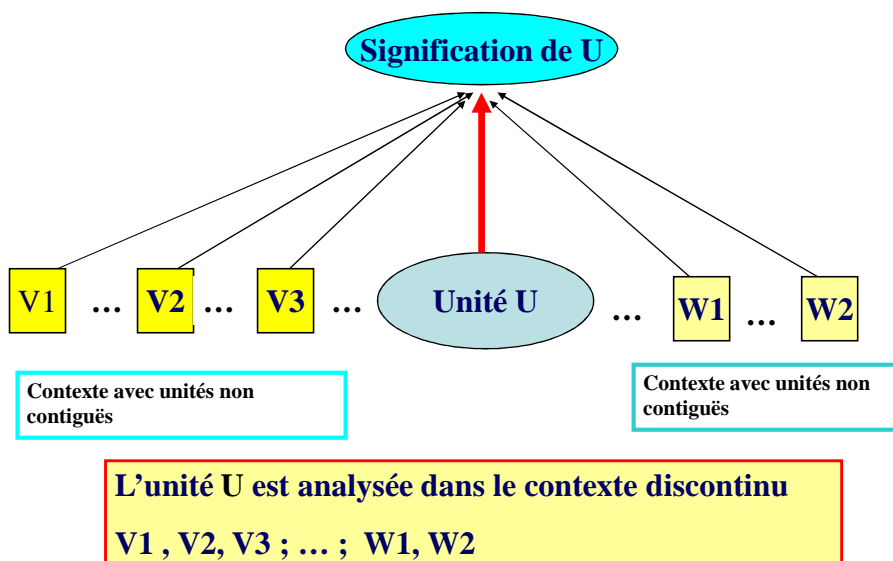 Signification de U
V1 ... V2 ... V3 ... Unité U ... W1 ... W2
Contexte avec unités non
contiguës
Contexte avec unités non
contiguës
L'unité U est analysée dans le contexte discontinu
V1 , V2, V3 ; ... ; W1, W2